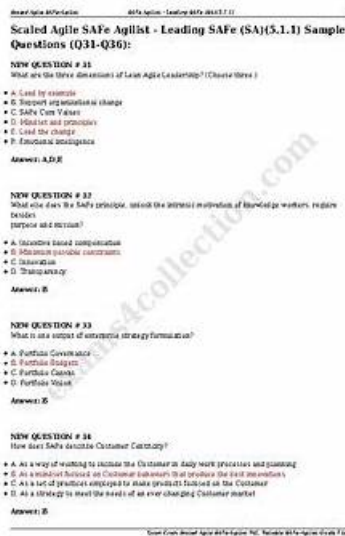 Scaled Agile SAFe Agilist - Leading SAFe (SA)(5.1.1) Sample
Questions (Q31-Q36):
NEW QUESTION # 31
What are the three dimensions of Lean Agile Leadership? (Choose three.)
A. Lead by example
B. Support organizational change
C. SAFe Core Values
D. Mindset and principles
E. Lead the change
F. Emotional intelligence
Answer: A,D,E
NEW QUESTION # 32
What else does the SAFe principle, unlock the intrinsic motivation of knowledge workers, require
besides
purpose and mission?
A. Incentive based compensation
B. Minimum possible constraints
C. Innovation
D. Transparency
Answer: B
NEW QUESTION # 33
What is one output of enterprise strategy formulation?
A. Portfolio Governance
B. Portfolio Budgets
C. Portfolio Canvas
D. Portfolio Vision
Answer: B
NEW QUESTION # 36
How does SAFe describe Customer Centricity?
A. As a way of working to include the Customer in daily work processes and planning
B. As a mindset focused on Customer behaviors that produce the best innovations
C. As a set of practices employed to make products focused on the Customer
D. As a strategy to meet the needs of an ever changing Customer market
Answer: B